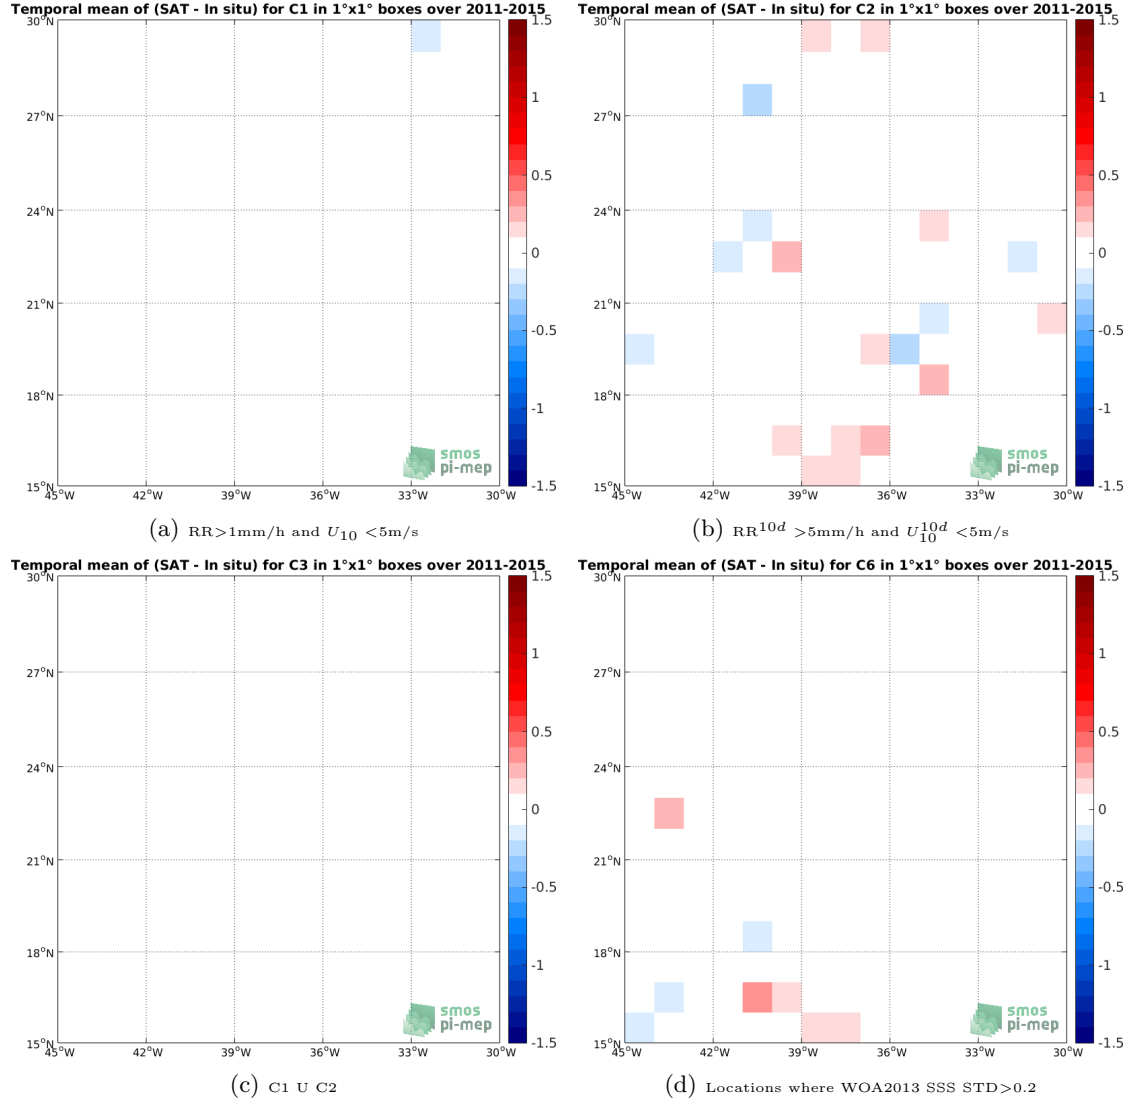 Temporal mean of (SAT - In situ) for C1 in 1°x1° boxes over 2011-2015
30°N
27°N
24°N
21°N
18°N
15°N
45°W 42°W 39°W 36°W 33°W 30°W
1.5
1
0.5
0
-0.5
-1
-1.5
smos
pi-mep
(a) RR>1mm/h and U10 <5m/s
Temporal mean of (SAT - In situ) for C2 in 1°x1° boxes over 2011-2015
30°N
27°N
24°N
21°N
18°N
15°N
45°W 42°W 39°W 36°W 33°W 30°W
1.5
1
0.5
0
-0.5
-1
-1.5
smos
pi-mep
(b) RR10d >5mm/h and U10d10 <5m/s
Temporal mean of (SAT - In situ) for C3 in 1°x1° boxes over 2011-2015
30°N
27°N
24°N
21°N
18°N
15°N
45°W 42°W 39°W 36°W 33°W 30°W
1.5
1
0.5
0
-0.5
-1
-1.5
smos
pi-mep
(c) C1 U C2
Temporal mean of (SAT - In situ) for C6 in 1°x1° boxes over 2011-2015
30°N
27°N
24°N
21°N
18°N
15°N
45°W 42°W 39°W 36°W 33°W 30°W
1.5
1
0.5
0
-0.5
-1
-1.5
smos
pi-mep
(d) Locations where WOA2013 SSS STD>0.2